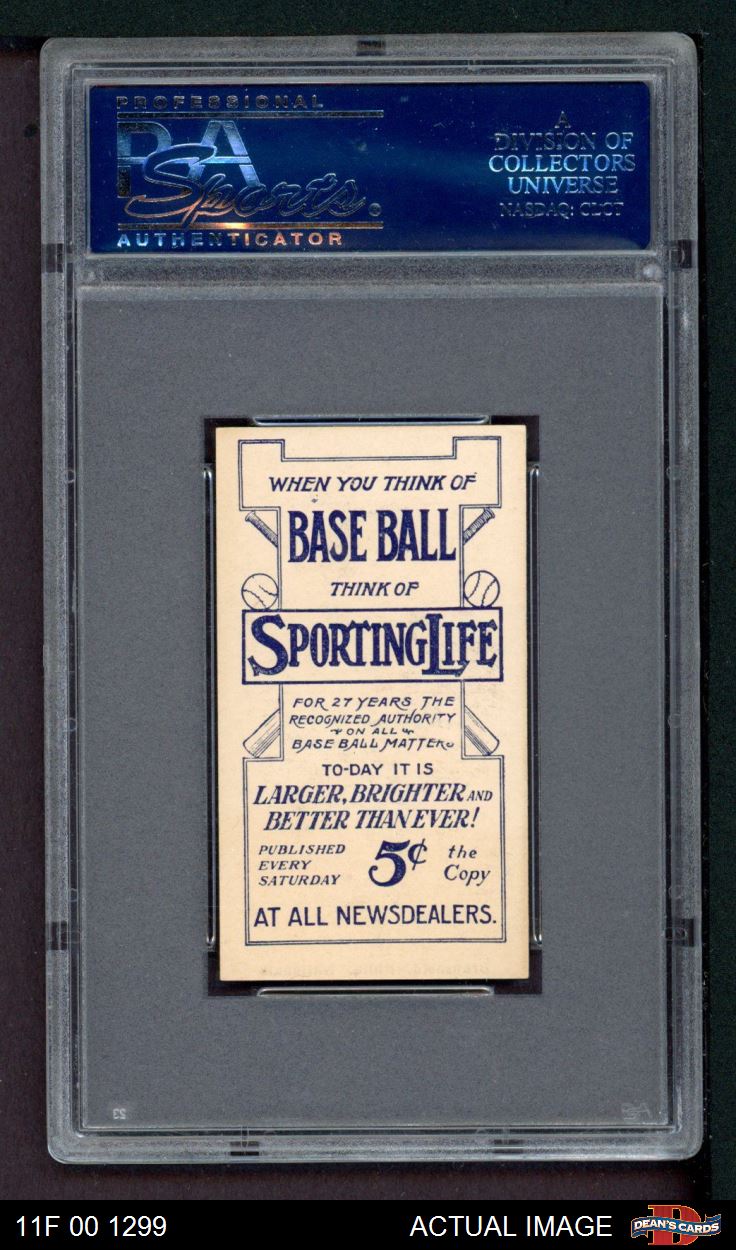 PROFESSIONAL
PSA
Sports
AUTHENTICATOR
A
DIVISION OF
COLLECTORS
UNIVERSE
NASDAQ: CLCT
WHEN YOU THINK OF
BASE BALL
THINK OF
SPORTING LIFE
FOR 27 YEARS THE
RECOGNIZED AUTHORITY
ON ALL
BASE BALL MATTERS
TO-DAY IT IS
LARGER, BRIGHTER AND
BETTER THAN EVER!
PUBLISHED
EVERY
SATURDAY
5¢
the
Copy
AT ALL NEWSDEALERS.
23
11F 00 1299
ACTUAL IMAGE
DEAN'S CARDS